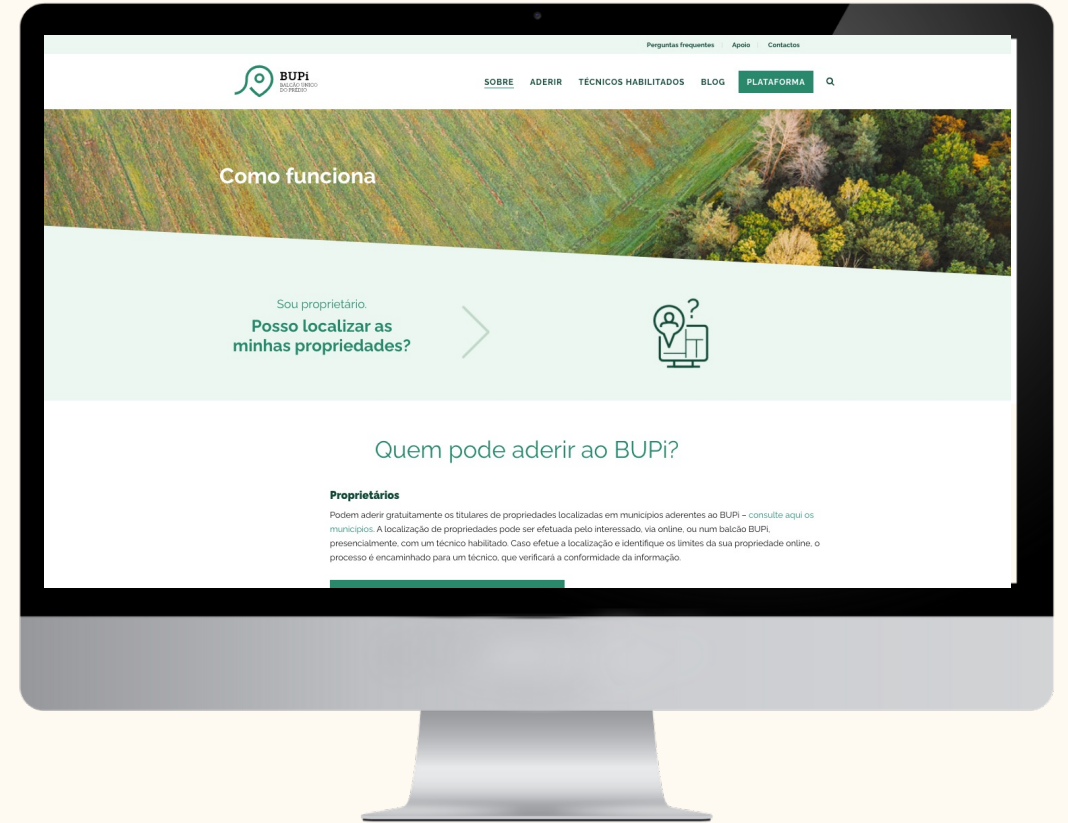 Perguntas frequentes | Apoio | Contactos
BUPi
BALCÃO ÚNICO
DO PRÉDIO
SOBRE ADERIR TÉCNICOS HABILITADOS BLOG PLATAFORMA
Como funciona
Sou proprietário.
Posso localizar as
minhas propriedades?
?
Quem pode aderir ao BUPi?
Proprietários
Podem aderir gratuitamente os titulares de propriedades localizadas em municípios aderentes ao BUPi – consulte aqui os
municípios. A localização de propriedades pode ser efetuada pelo interessado, via online, ou num balcão BUPi,
presencialmente, com um técnico habilitado. Caso efetue a localização e identifique os limites da sua propriedade online, o
processo é encaminhado para um técnico, que verificará a conformidade da informação.